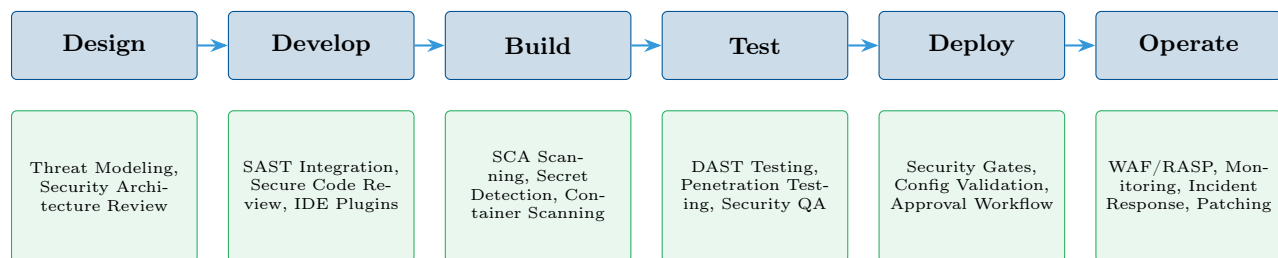 Design
Develop
Build
Test
Deploy
Operate
Threat Modeling,
Security Archi-
tecture Review
SAST Integration,
Secure Code Re-
view, IDE Plugins
SCA Scan-
ning, Secret
Detection, Con-
tainer Scanning
DAST Testing,
Penetration Test-
ing, Security QA
Security Gates,
Config Validation,
Approval Workflow
WAF/RASP, Mon-
itoring, Incident
Response, Patching